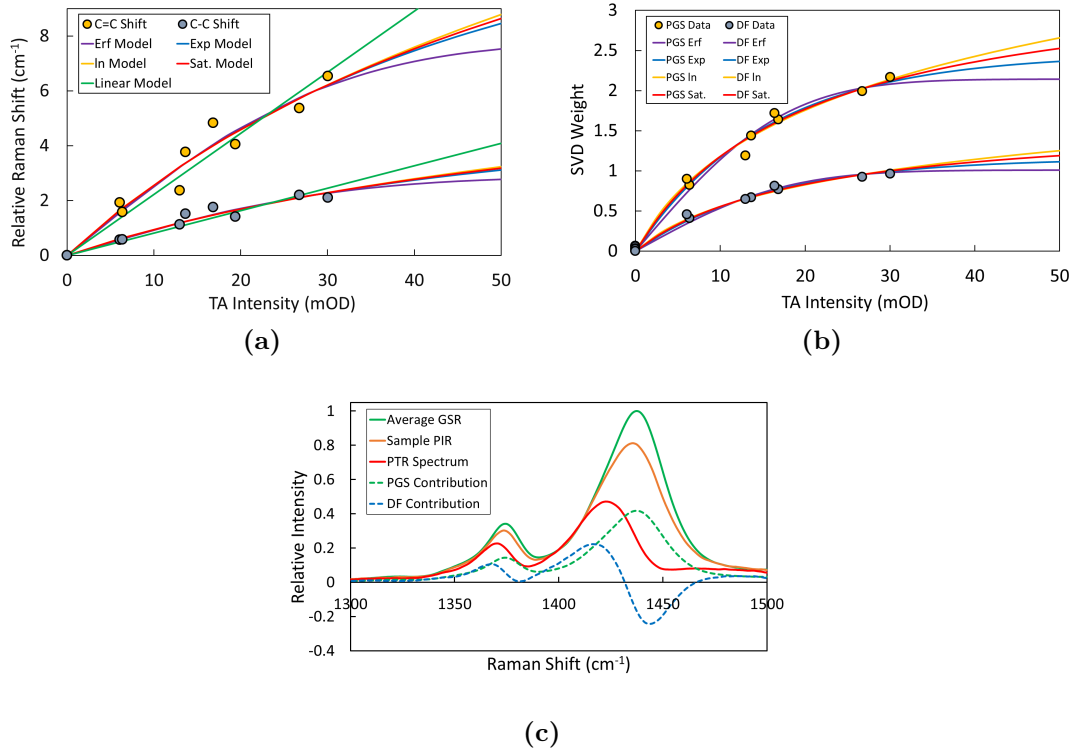 C=C Shift
C-C Shift
Erf Model
Exp Model
In Model
Sat. Model
Linear Model
Relative Raman Shift (cm-1)
8
6
4
2
0
0 10 20 30 40 50
TA Intensity (mOD)
(a)
PGS Data
DF Data
PGS Erf
DF Erf
PGS Exp
DF Exp
PGS In
DF In
PGS Sat.
DF Sat.
SVD Weight
3
2.5
2
1.5
1
0.5
0
0 10 20 30 40 50
TA Intensity (mOD)
(b)
Average GSR
Sample PIR
PTR Spectrum
PGS Contribution
DF Contribution
Relative Intensity
1
0.8
0.6
0.4
0.2
0
-0.2
-0.4
1300 1350 1400 1450 1500
Raman Shift (cm-1)
(c)